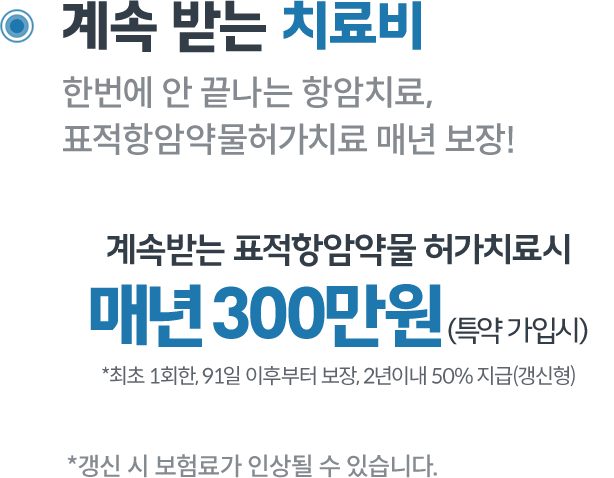 계속 받는 치료비
한번에 안 끝나는 항암치료,
표적항암약물허가치료 매년 보장!
계속받는 표적항암약물 허가치료시
매년 300만원 (특약 가입시)
*최초 1회한, 91일 이후부터 보장, 2년이내 50% 지급(갱신형)
*갱신 시 보험료가 인상될 수 있습니다.